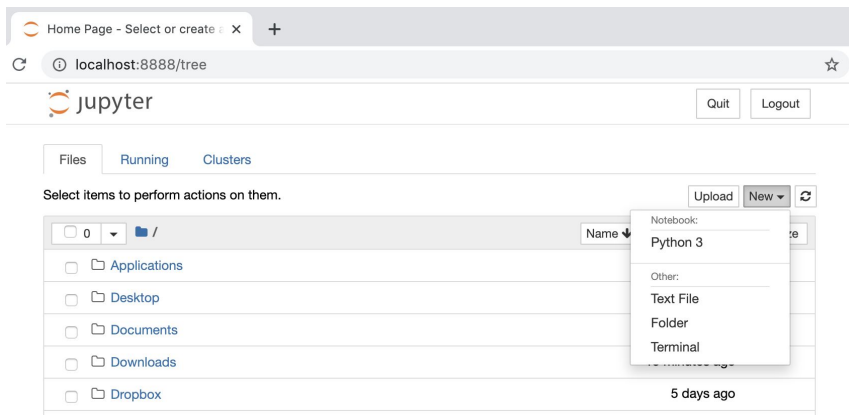 Home Page - Select or create a
localhost:8888/tree
jupyter
Quit Logout
Files Running Clusters
Select items to perform actions on them.
Upload New
0 / Name
Notebook:
Python 3
Other:
Text File
Folder
Terminal
Applications
Desktop
Documents
Downloads
Dropbox 5 days ago